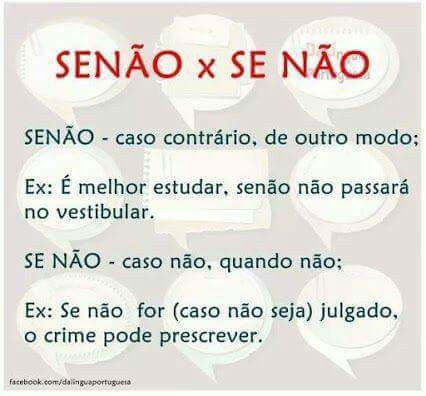 SENÃO x SE NÃO
SENÃO - caso contrário, de outro modo;
Ex: É melhor estudar, senão não passará
no vestibular.
SE NÃO - caso não, quando não;
Ex: Se não for (caso não seja) julgado,
o crime pode prescrever.
facebook.com/dalinguaportuguesa